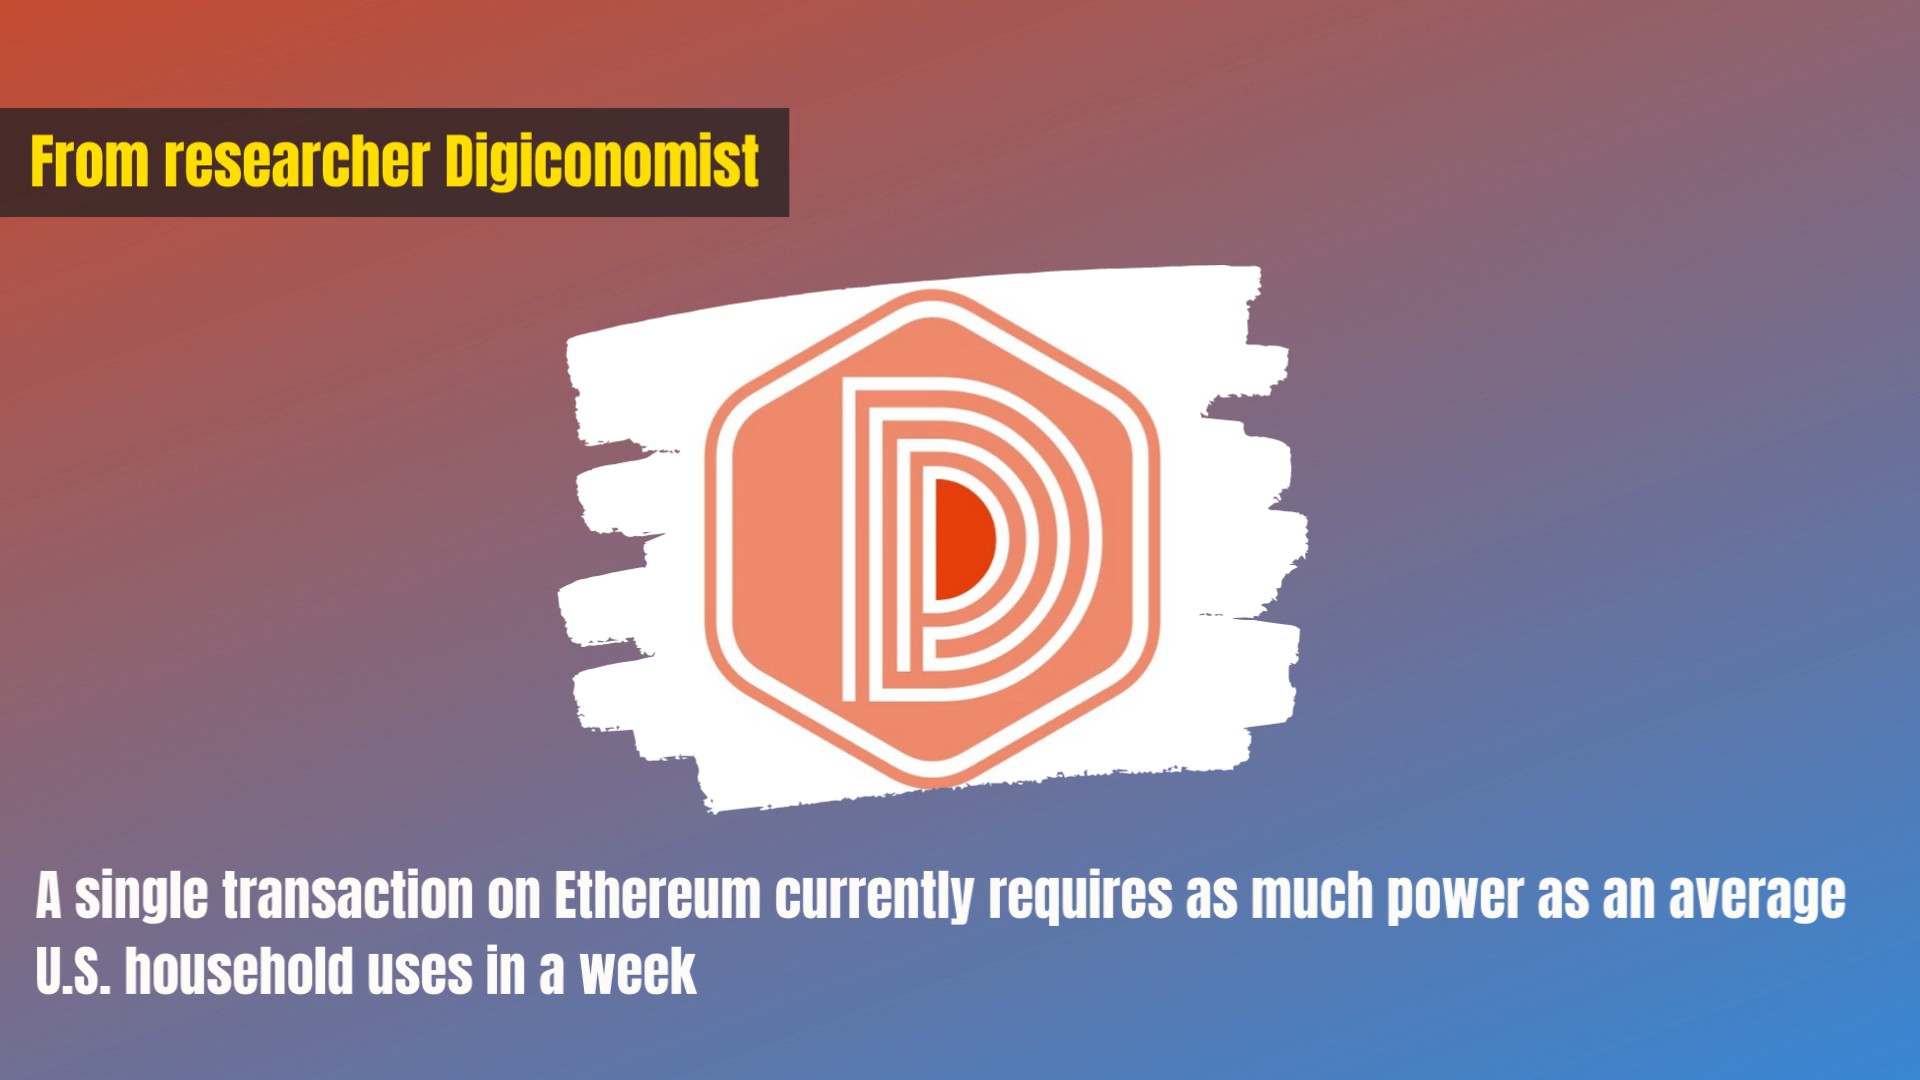 From researcher Digiconomist
A single transaction on Ethereum currently requires as much power as an average
U.S. household uses in a week